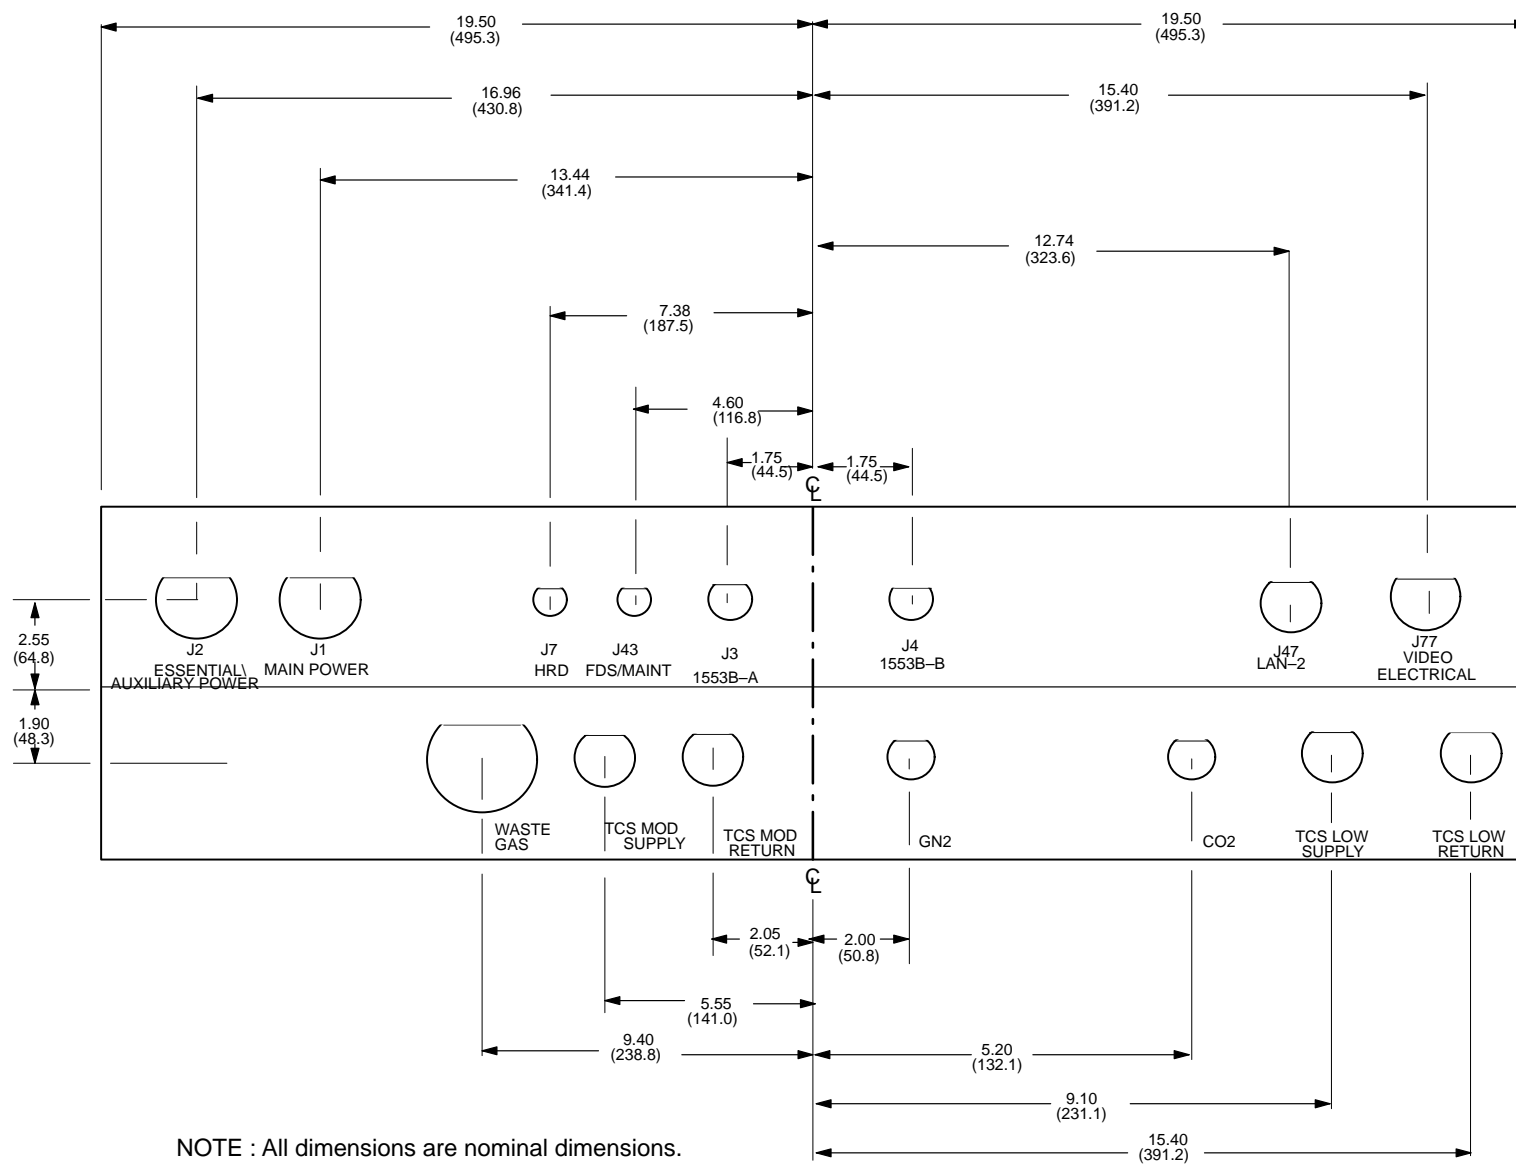 19.50
(495.3)
19.50
(495.3)
16.96
(430.8)
15.40
(391.2)
13.44
(341.4)
12.74
(323.6)
7.38
(187.5)
4.60
(116.8)
1.75
(44.5)
1.75
(44.5)
CL
2.55
(64.8)
J2
ESSENTIAL\
AUXILIARY POWER
J1
MAIN POWER
J7
HRD
J43
FDS/MAINT
J3
1553B–A
J4
1553B–B
J47
LAN–2
J77
VIDEO
ELECTRICAL
1.90
(48.3)
WASTE
GAS
TCS MOD
SUPPLY
TCS MOD
RETURN
GN2
CO2
TCS LOW
SUPPLY
TCS LOW
RETURN
CL
2.05
(52.1)
2.00
(50.8)
5.55
(141.0)
9.40
(238.8)
5.20
(132.1)
9.10
(231.1)
15.40
(391.2)
NOTE : All dimensions are nominal dimensions.